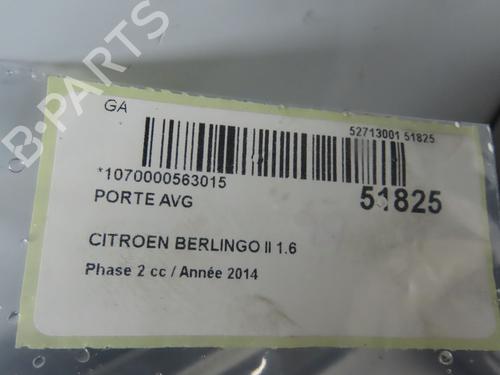 GA
52713001 51825
*1070000563015
51825
PORTE AVG
CITROEN BERLINGO II 1.6
Phase 2 cc / Année 2014
B-PARTS